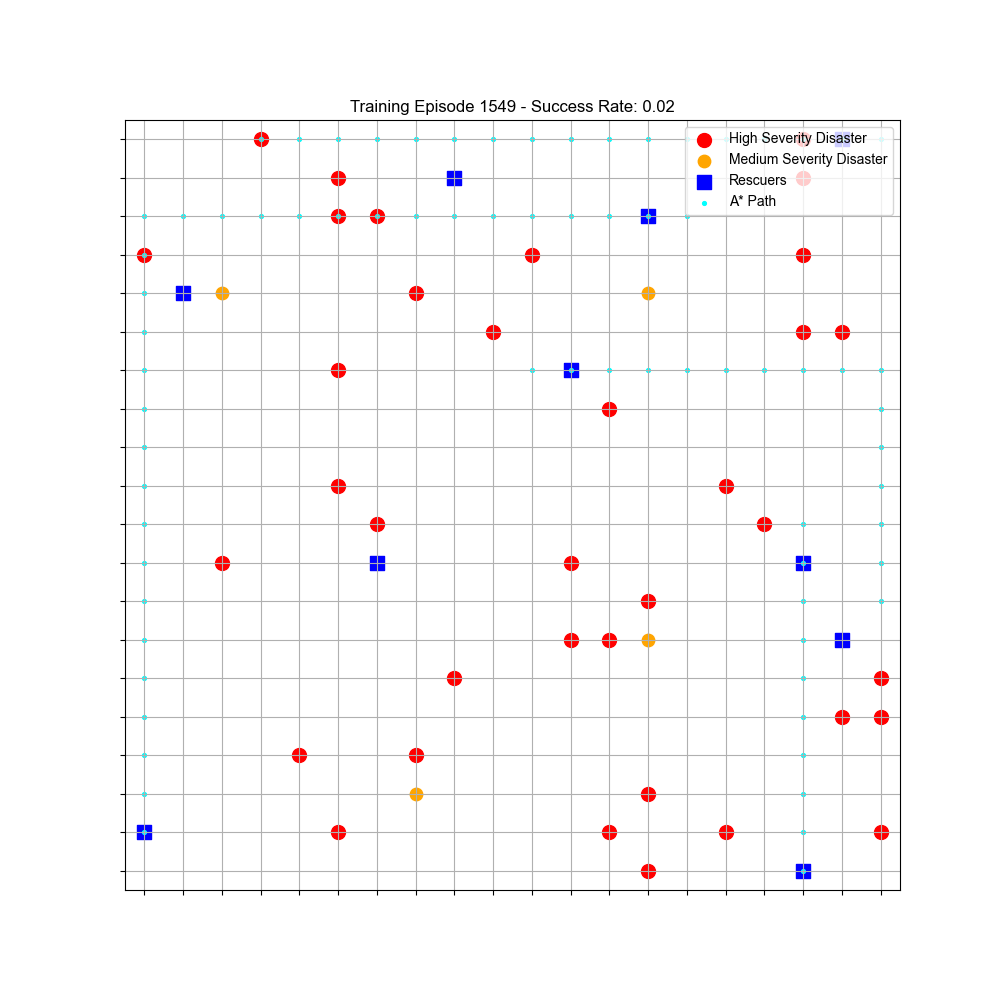 Training Episode 1549 - Success Rate: 0.02
High Severity Disaster
Medium Severity Disaster
Rescuers
A* Path